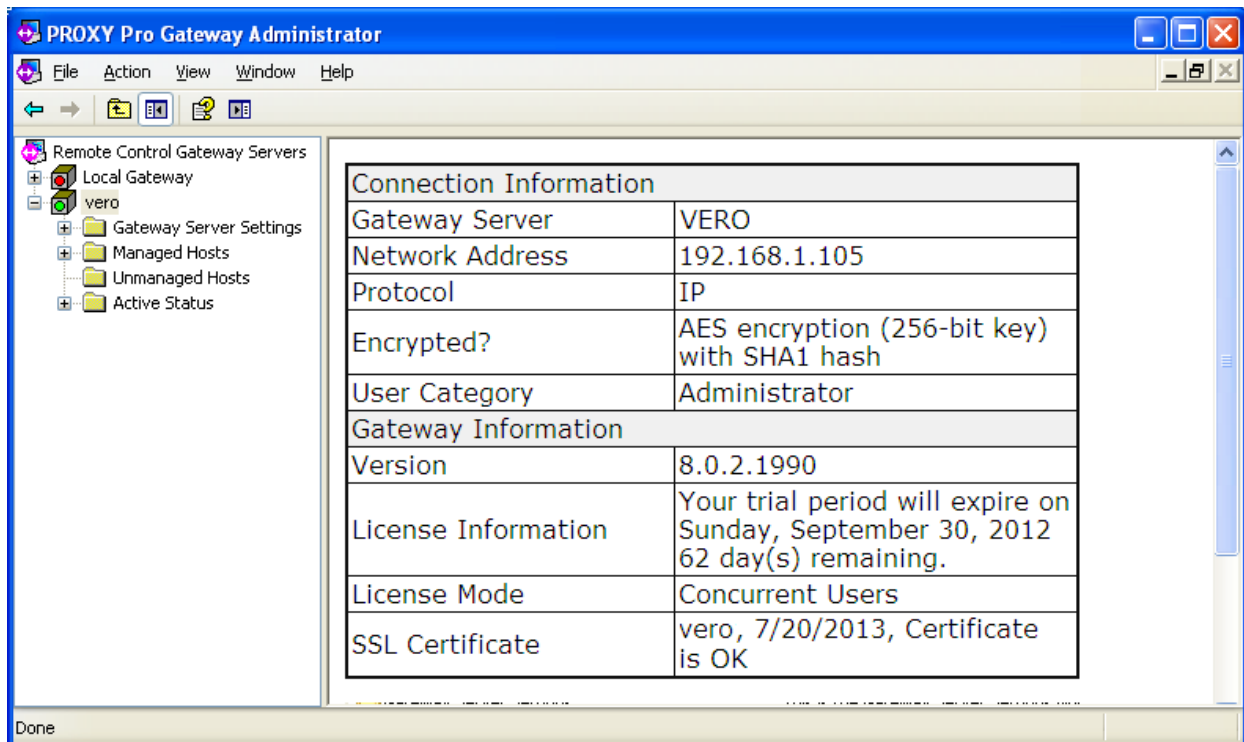 PROXY Pro Gateway Administrator
File Action View Window Help
Remote Control Gateway Servers
Local Gateway
vero
Gateway Server Settings
Managed Hosts
Unmanaged Hosts
Active Status
Connection Information
Gateway Server VERO
Network Address 192.168.1.105
Protocol IP
Encrypted? AES encryption (256-bit key)
with SHA1 hash
User Category Administrator
Gateway Information
Version 8.0.2.1990
License Information Your trial period will expire on
Sunday, September 30, 2012
62 day(s) remaining.
License Mode Concurrent Users
SSL Certificate vero, 7/20/2013, Certificate
is OK
Done